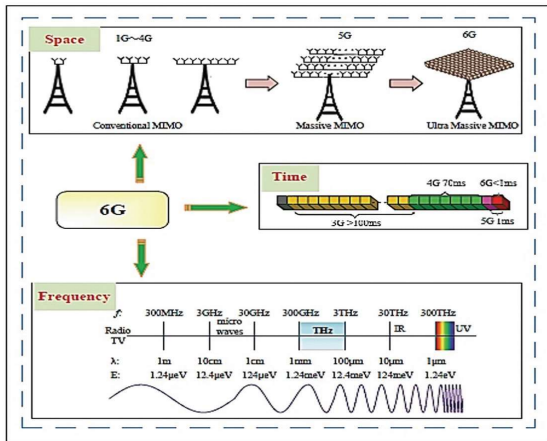 Space
1G~4G
5G
6G
Conventional MIMO
Massive MIMO
Ultra Massive MIMO
6G
Time
4G 70ms
6G<1ms
3G >100ms
5G 1ms
Frequency
f: 300MHz 3GHz 30GHz 300GHz 3THz 30THz 300THz
Radio
TV
micro
waves
THz
IR
UV
λ: 1m 10cm 1cm 1mm 100μm 10μm 1μm
E: 1.24μeV 12.4μeV 124μeV 1.24meV 12.4meV 124meV 1.24eV